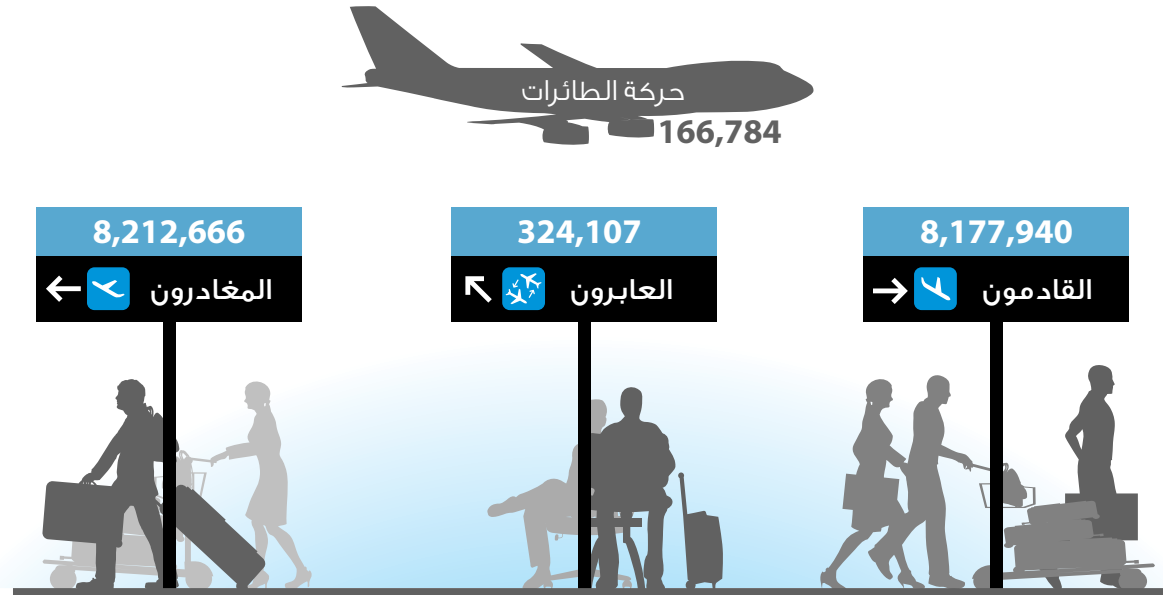 حركة الطائرات
166,784
8,177,940
القادمون
324,107
العابرون
8,212,666
المغادرون